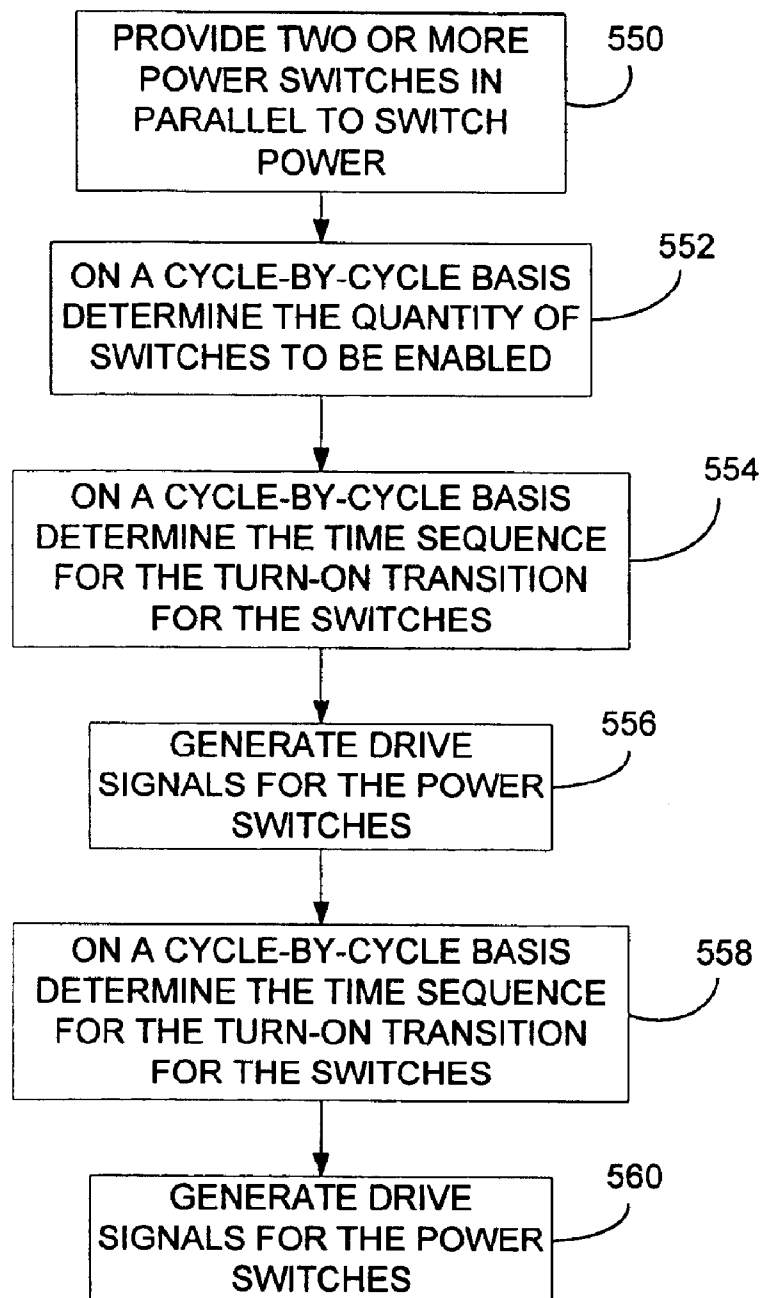 PROVIDE TWO OR MORE
POWER SWITCHES IN
PARALLEL TO SWITCH
POWER
550
ON A CYCLE-BY-CYCLE BASIS
DETERMINE THE QUANTITY OF
SWITCHES TO BE ENABLED
552
ON A CYCLE-BY-CYCLE BASIS
DETERMINE THE TIME SEQUENCE
FOR THE TURN-ON TRANSITION
FOR THE SWITCHES
554
GENERATE DRIVE
SIGNALS FOR THE POWER
SWITCHES
556
ON A CYCLE-BY-CYCLE BASIS
DETERMINE THE TIME SEQUENCE
FOR THE TURN-ON TRANSITION
FOR THE SWITCHES
558
GENERATE DRIVE
SIGNALS FOR THE POWER
SWITCHES
560